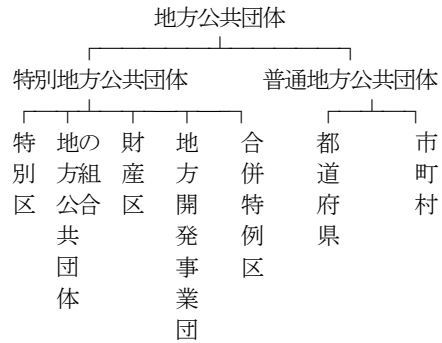 地方公共団体
特別地方公共団体
普通地方公共団体
特別区
地方公共団体
の組合
財産区
地方開発事業団
合併特例区
都道府県
市町村